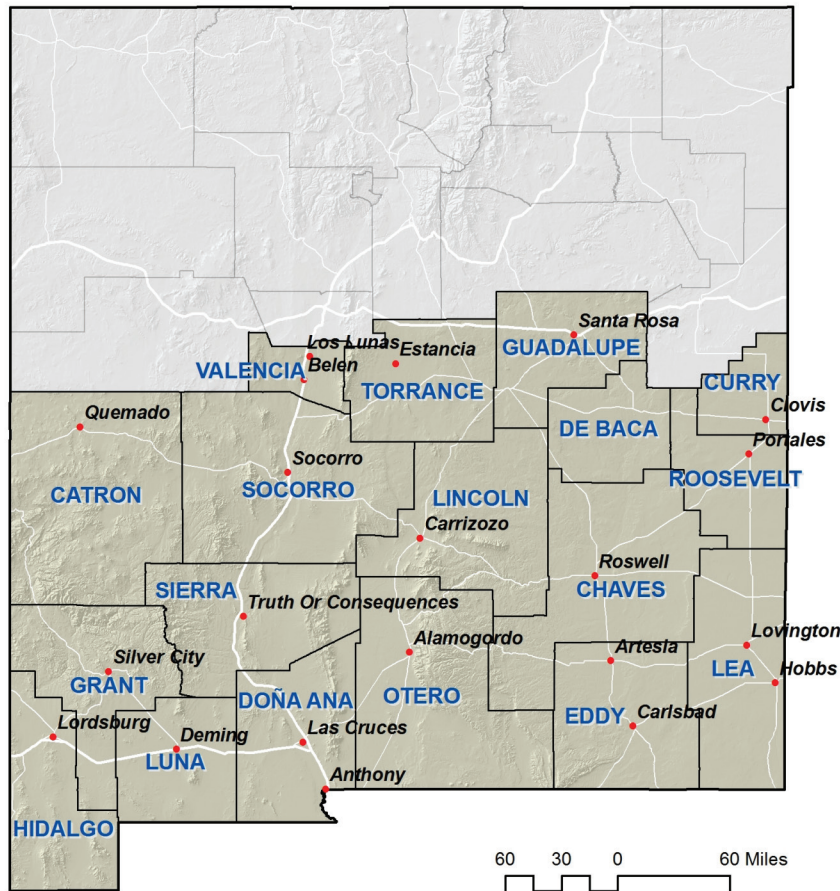 Santa Rosa
GUADALUPE
Los Lunas
VALENCIA
Belen
Estancia
TORRANCE
CURRY
Clovis
Quemado
DE BACA
Portales
ROOSEVELT
Socorro
SOCORRO
CATRON
LINCOLN
Carrizozo
Roswell
CHAVES
SIERRA
Truth Or Consequences
Alamogordo
Artesia
Lovington
LEA
Hobbs
Silver City
GRANT
DOÑA ANA
OTERO
EDDY
Carlsbad
Lordsburg
Deming
LUNA
Las Cruces
Anthony
HIDALGO
60 30 0 60 Miles